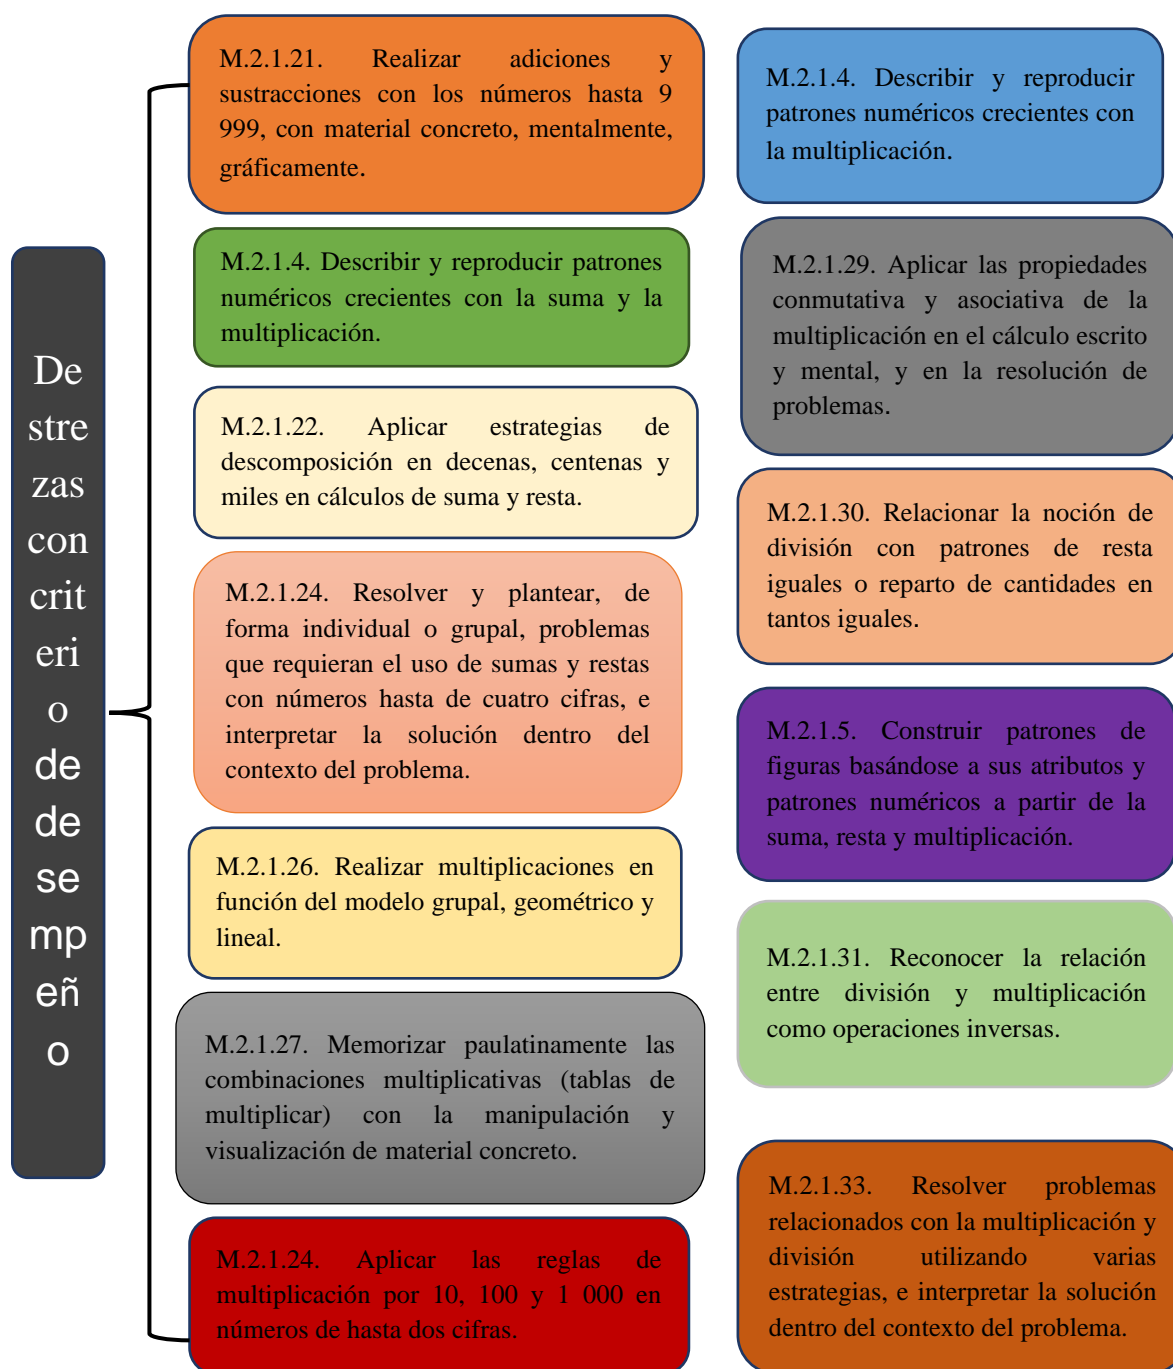 De
stre
zas
con
crit
eri
o
de
de
se
mp
eñ
o
M.2.1.21. Realizar adiciones y
sustracciones con los números hasta 9
999, con material concreto, mentalmente,
gráficamente.
M.2.1.4. Describir y reproducir patrones
numéricos crecientes con la suma y la
multiplicación.
M.2.1.22. Aplicar estrategias de
descomposición en decenas, centenas y
miles en cálculos de suma y resta.
M.2.1.24. Resolver y plantear, de
forma individual o grupal, problemas
que requieran el uso de sumas y restas
con números hasta de cuatro cifras, e
interpretar la solución dentro del
contexto del problema.
M.2.1.26. Realizar multiplicaciones en
función del modelo grupal, geométrico y
lineal.
M.2.1.27. Memorizar paulatinamente las
combinaciones multiplicativas (tablas de
multiplicar) con la manipulación y
visualización de material concreto.
M.2.1.24. Aplicar las reglas de
multiplicación por 10, 100 y 1 000 en
números de hasta dos cifras.
M.2.1.4. Describir y reproducir
patrones numéricos crecientes con
la multiplicación.
M.2.1.29. Aplicar las propiedades
conmutativa y asociativa de la
multiplicación en el cálculo escrito
y mental, y en la resolución de
problemas.
M.2.1.30. Relacionar la noción de
división con patrones de resta
iguales o reparto de cantidades en
tantos iguales.
M.2.1.5. Construir patrones de
figuras basándose a sus atributos y
patrones numéricos a partir de la
suma, resta y multiplicación.
M.2.1.31. Reconocer la relación
entre división y multiplicación
como operaciones inversas.
M.2.1.33. Resolver problemas
relacionados con la multiplicación y
división utilizando varias
estrategias, e interpretar la solución
dentro del contexto del problema.